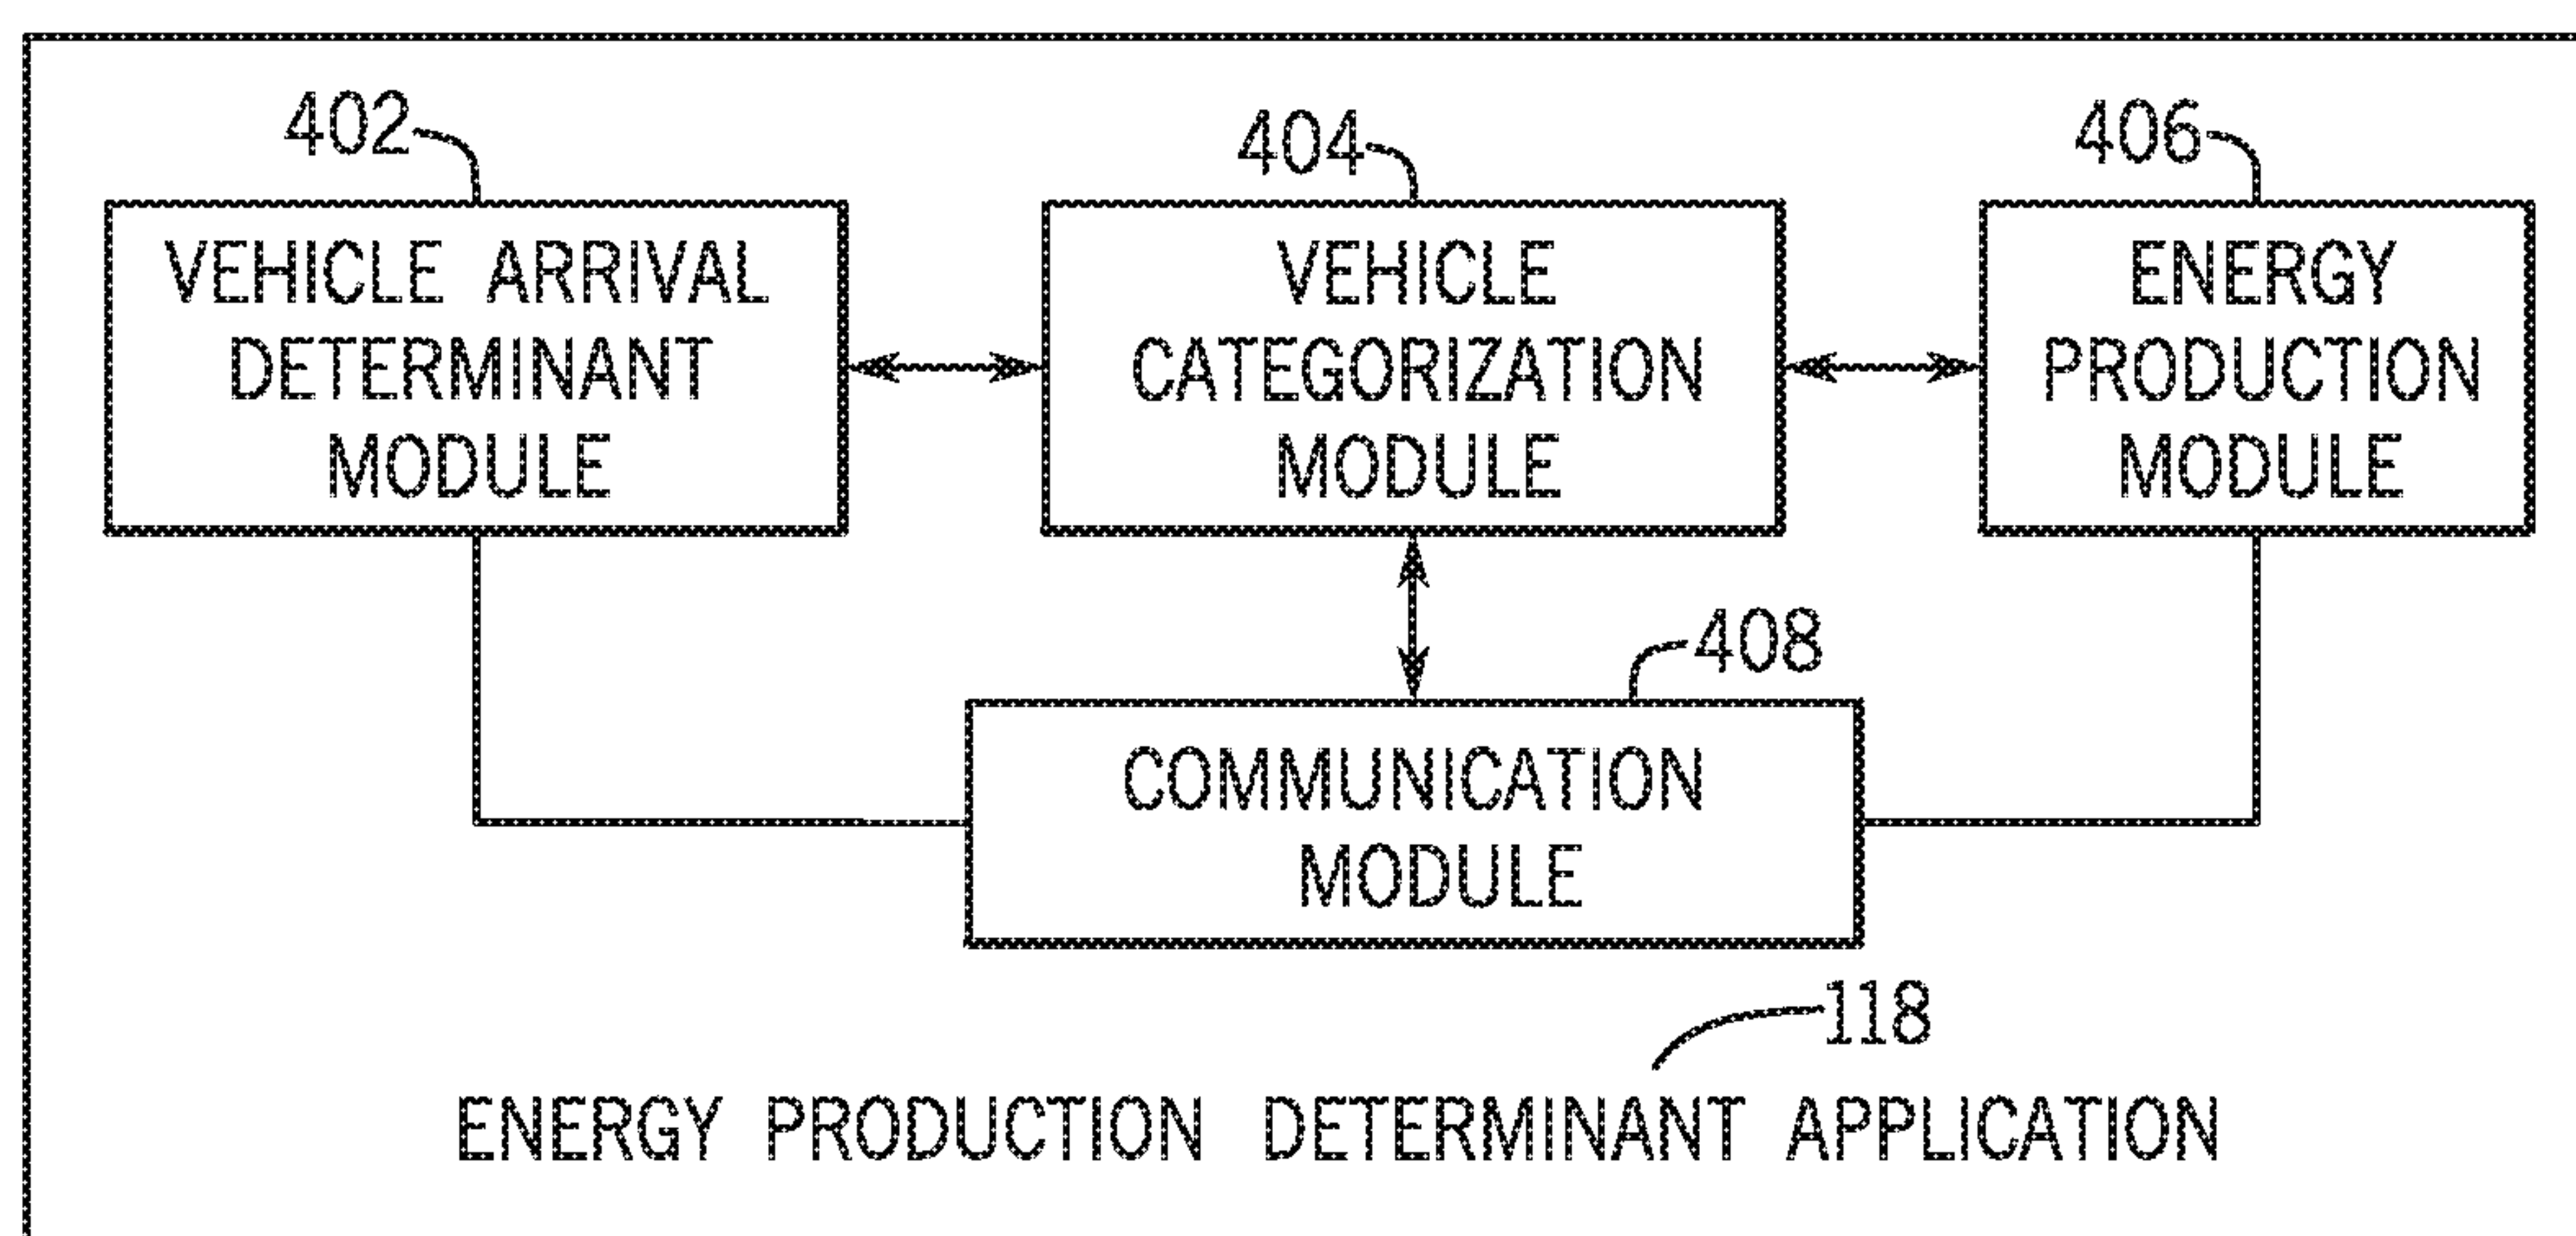 402
404
406
VEHICLE ARRIVAL
DETERMINANT
MODULE
VEHICLE
CATEGORIZATION
MODULE
ENERGY
PRODUCTION
MODULE
408
COMMUNICATION
MODULE
118
ENERGY PRODUCTION DETERMINANT APPLICATION